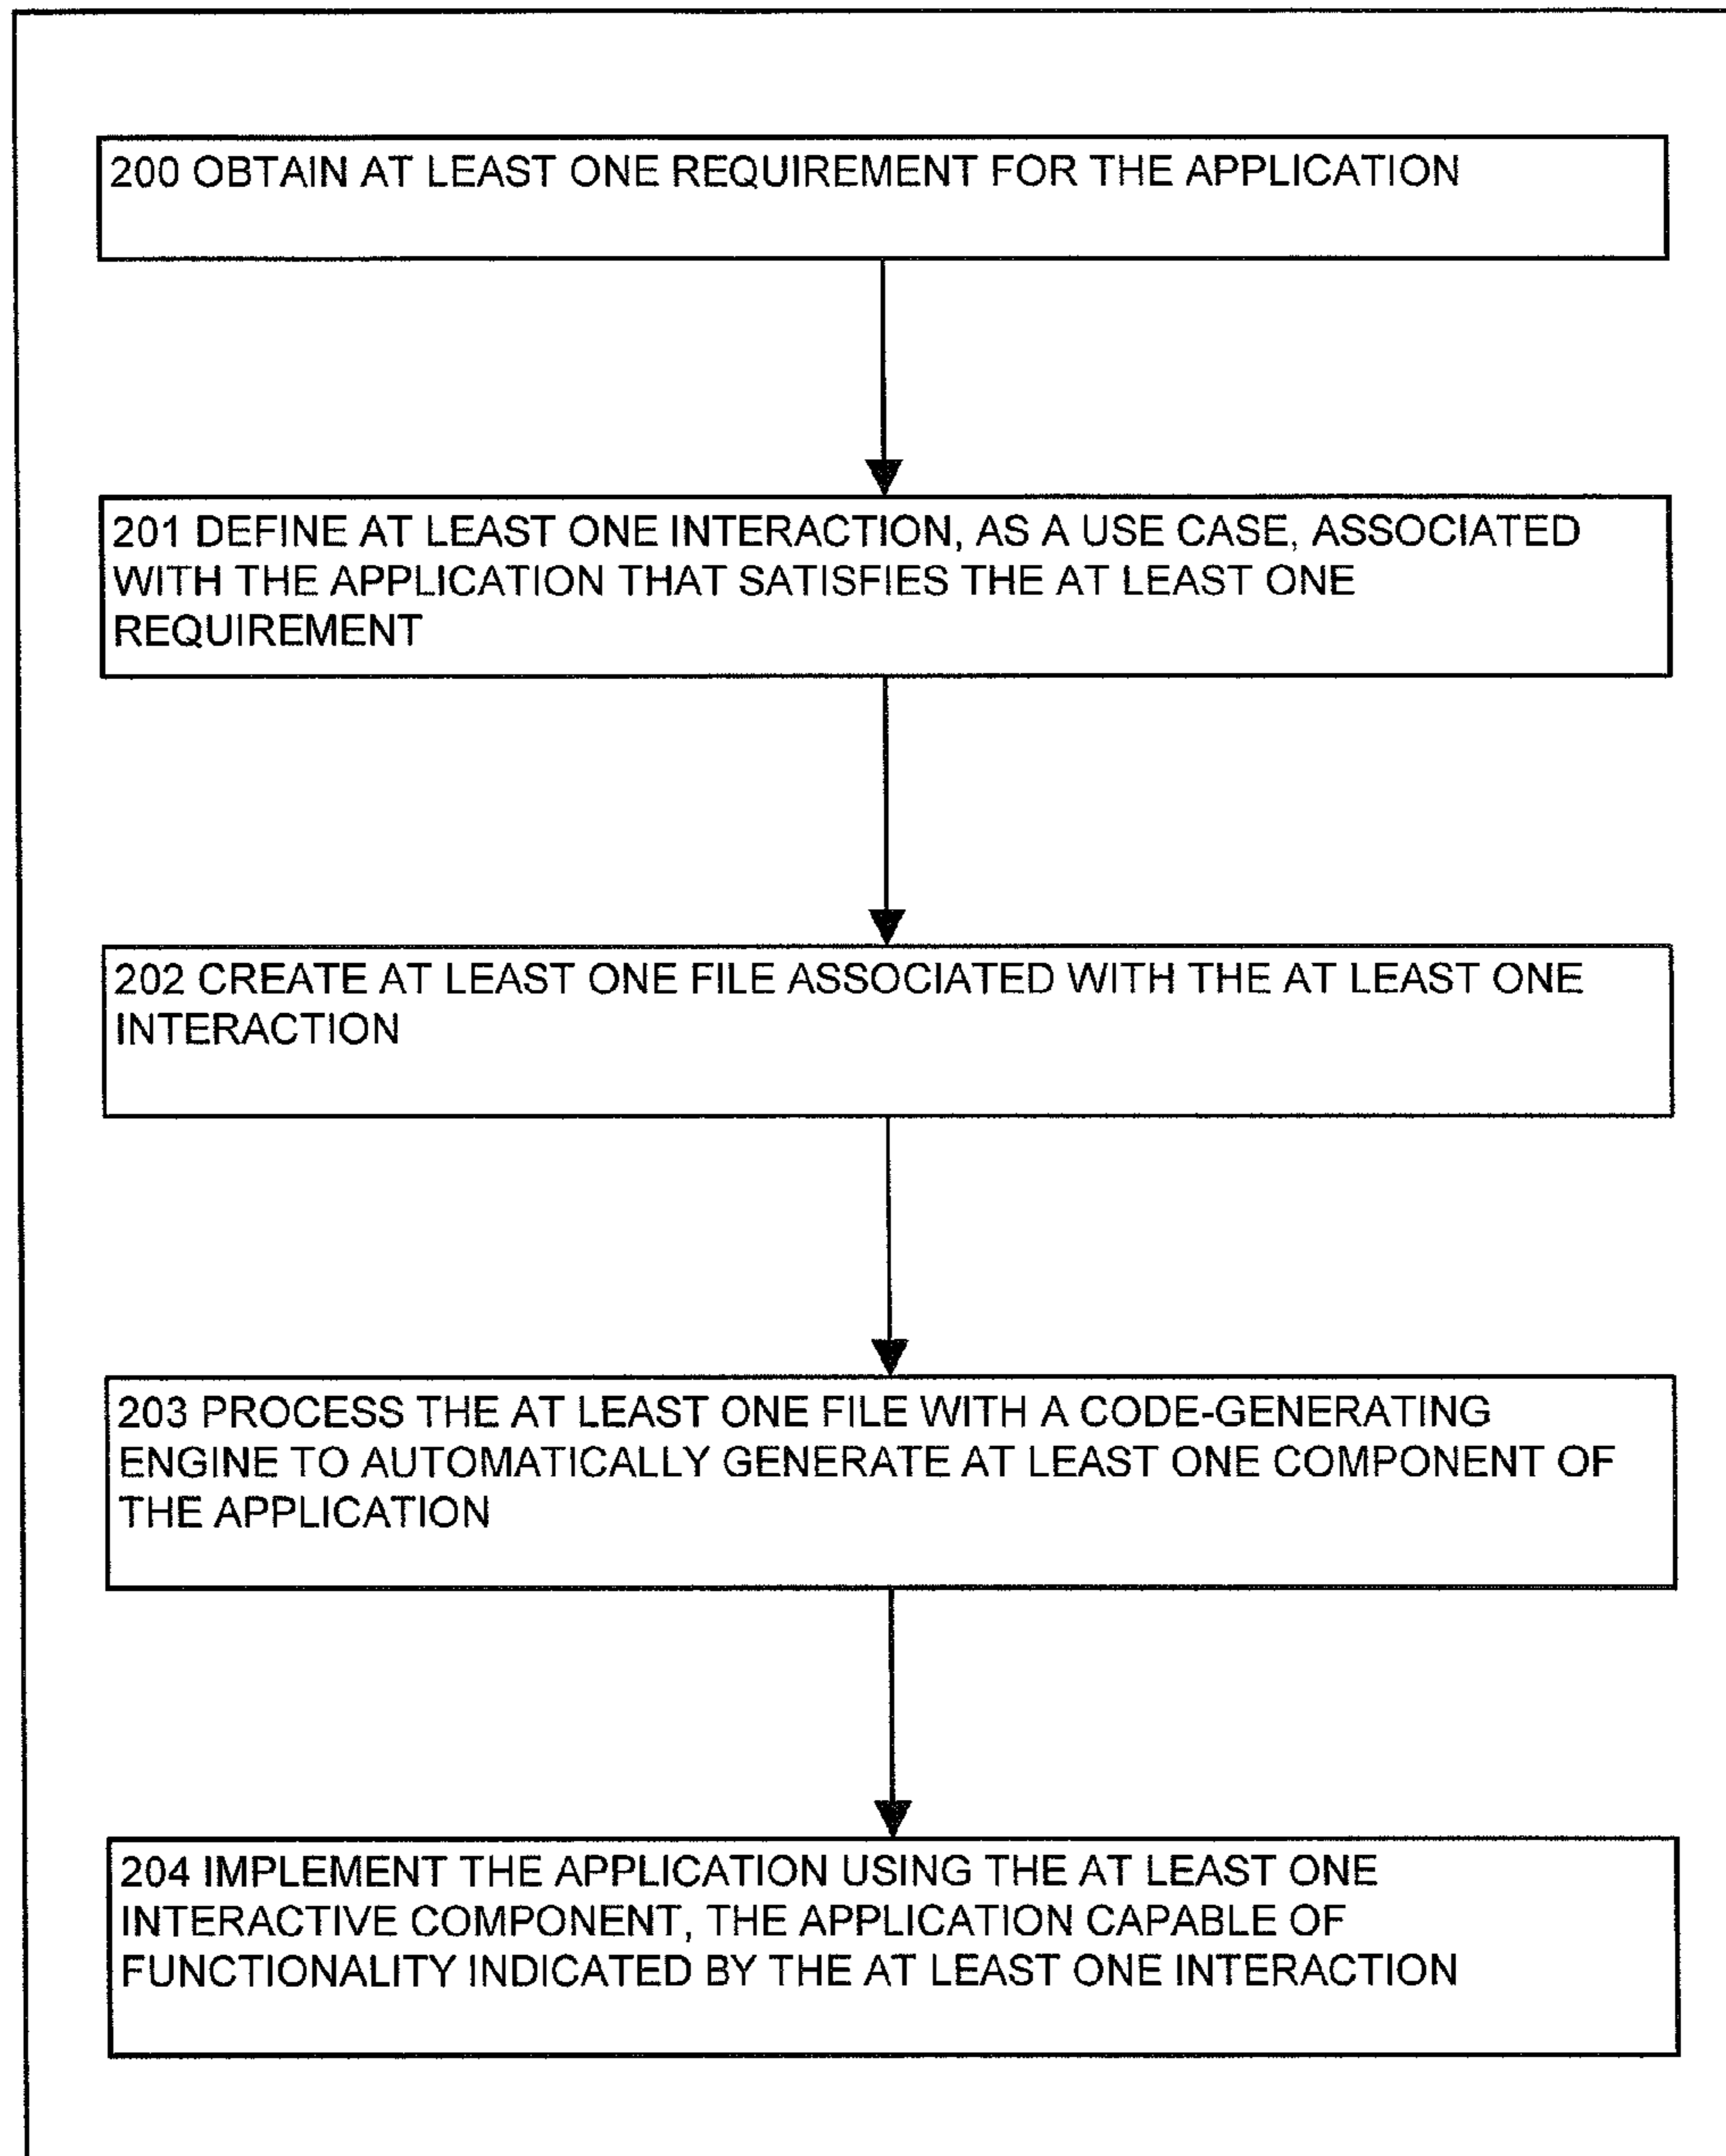 200 OBTAIN AT LEAST ONE REQUIREMENT FOR THE APPLICATION
201 DEFINE AT LEAST ONE INTERACTION, AS A USE CASE, ASSOCIATED
WITH THE APPLICATION THAT SATISFIES THE AT LEAST ONE
REQUIREMENT
202 CREATE AT LEAST ONE FILE ASSOCIATED WITH THE AT LEAST ONE
INTERACTION
203 PROCESS THE AT LEAST ONE FILE WITH A CODE-GENERATING
ENGINE TO AUTOMATICALLY GENERATE AT LEAST ONE COMPONENT OF
THE APPLICATION
204 IMPLEMENT THE APPLICATION USING THE AT LEAST ONE
INTERACTIVE COMPONENT, THE APPLICATION CAPABLE OF
FUNCTIONALITY INDICATED BY THE AT LEAST ONE INTERACTION